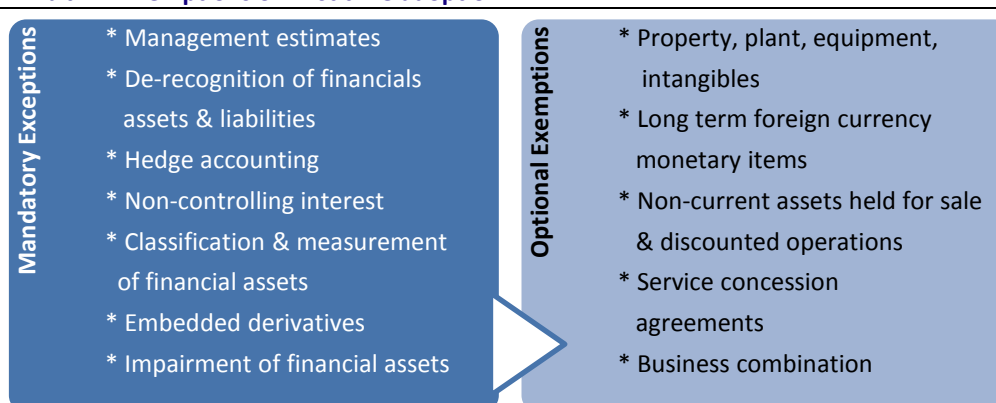 Mandatory Exceptions
* Management estimates
* De-recognition of financials
assets & liabilities
* Hedge accounting
* Non-controlling interest
* Classification & measurement
of financial assets
* Embedded derivatives
* Impairment of financial assets
Optional Exemptions
* Property, plant, equipment,
intangibles
* Long term foreign currency
monetary items
* Non-current assets held for sale
& discounted operations
* Service concession
agreements
* Business combination